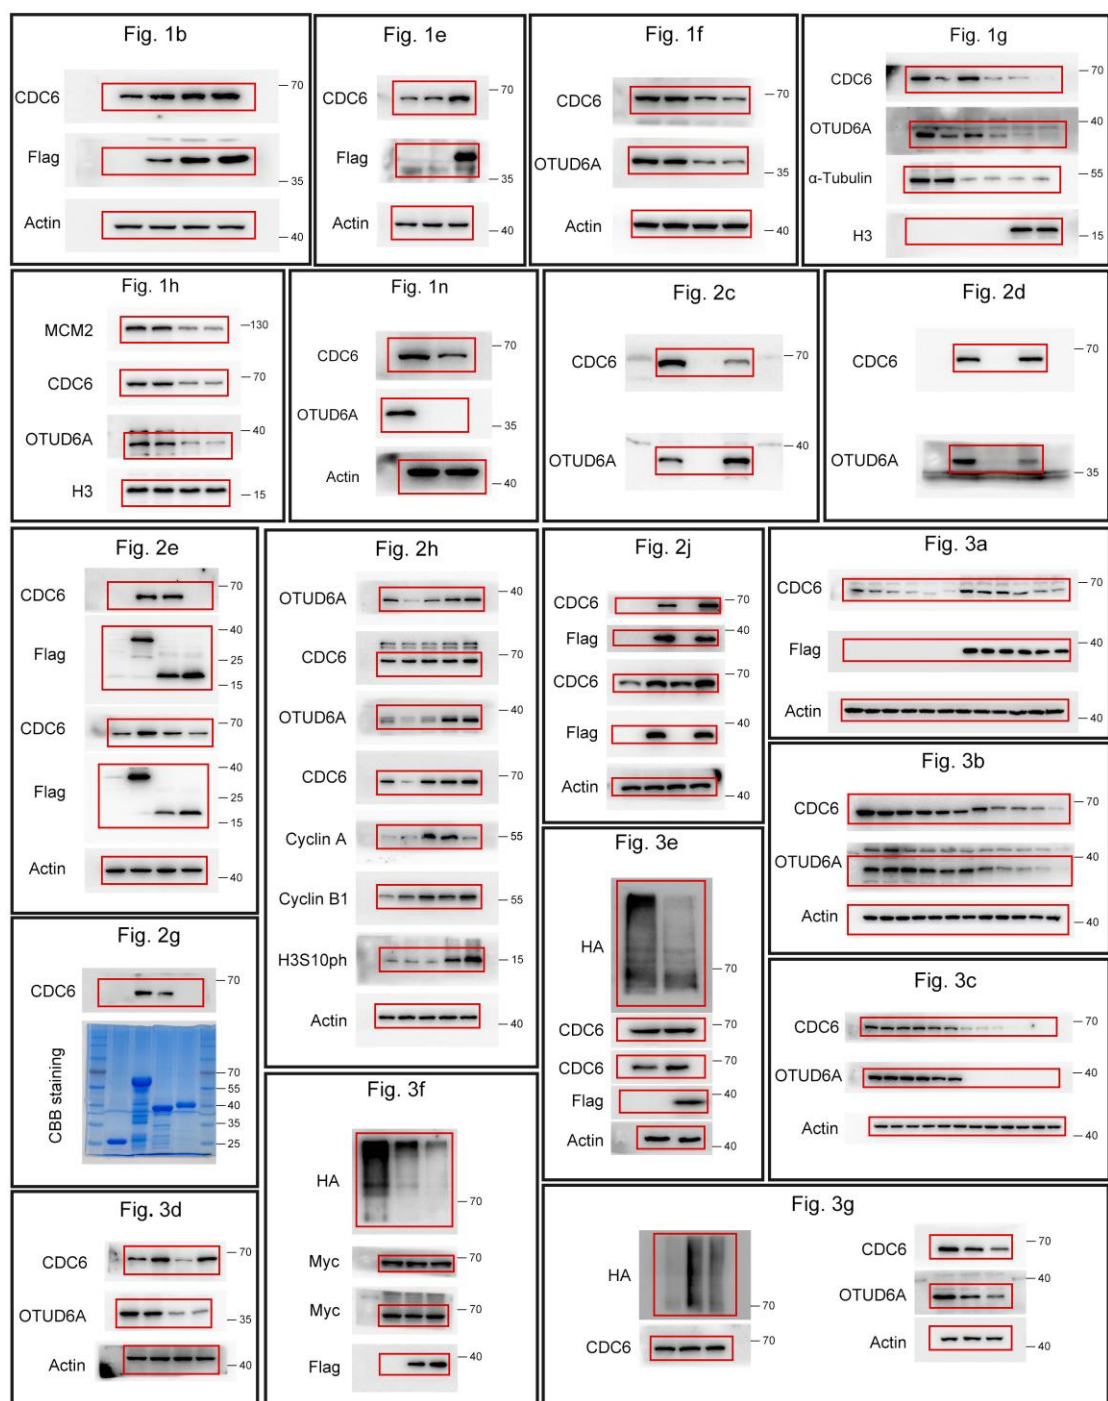 Fig. 1b
CDC6
70
Flag
35
Actin
40
Fig. 1e
CDC6
70
Flag
35
Actin
40
Fig. 1f
CDC6
70
OTUD6A
35
Actin
40
Fig. 1g
CDC6
70
OTUD6A
40
α-Tubulin
55
H3
15
Fig. 1h
MCM2
130
CDC6
70
OTUD6A
40
H3
15
Fig. 1n
CDC6
70
OTUD6A
35
Actin
40
Fig. 2c
CDC6
70
OTUD6A
40
Fig. 2d
CDC6
70
OTUD6A
35
Fig. 2e
CDC6
70
Flag
40
25
15
CDC6
70
Flag
40
25
15
Actin
40
Fig. 2h
OTUD6A
40
CDC6
70
OTUD6A
40
CDC6
70
Cyclin A
55
Cyclin B1
55
H3S10ph
15
Actin
40
Fig. 2j
CDC6
70
Flag
40
CDC6
70
Flag
40
Actin
40
Fig. 3a
CDC6
70
Flag
40
Actin
40
Fig. 3b
CDC6
70
OTUD6A
40
Actin
40
Fig. 2g
CDC6
70
CBB staining
70
55
40
35
25
Fig. 3e
HA
70
CDC6
70
CDC6
70
Flag
40
Actin
40
Fig. 3c
CDC6
70
OTUD6A
40
Actin
40
Fig. 3d
CDC6
70
OTUD6A
35
Actin
40
Fig. 3f
HA
70
Myc
70
Myc
70
Flag
40
Fig. 3g
HA
70
CDC6
70
CDC6
70
OTUD6A
40
Actin
40